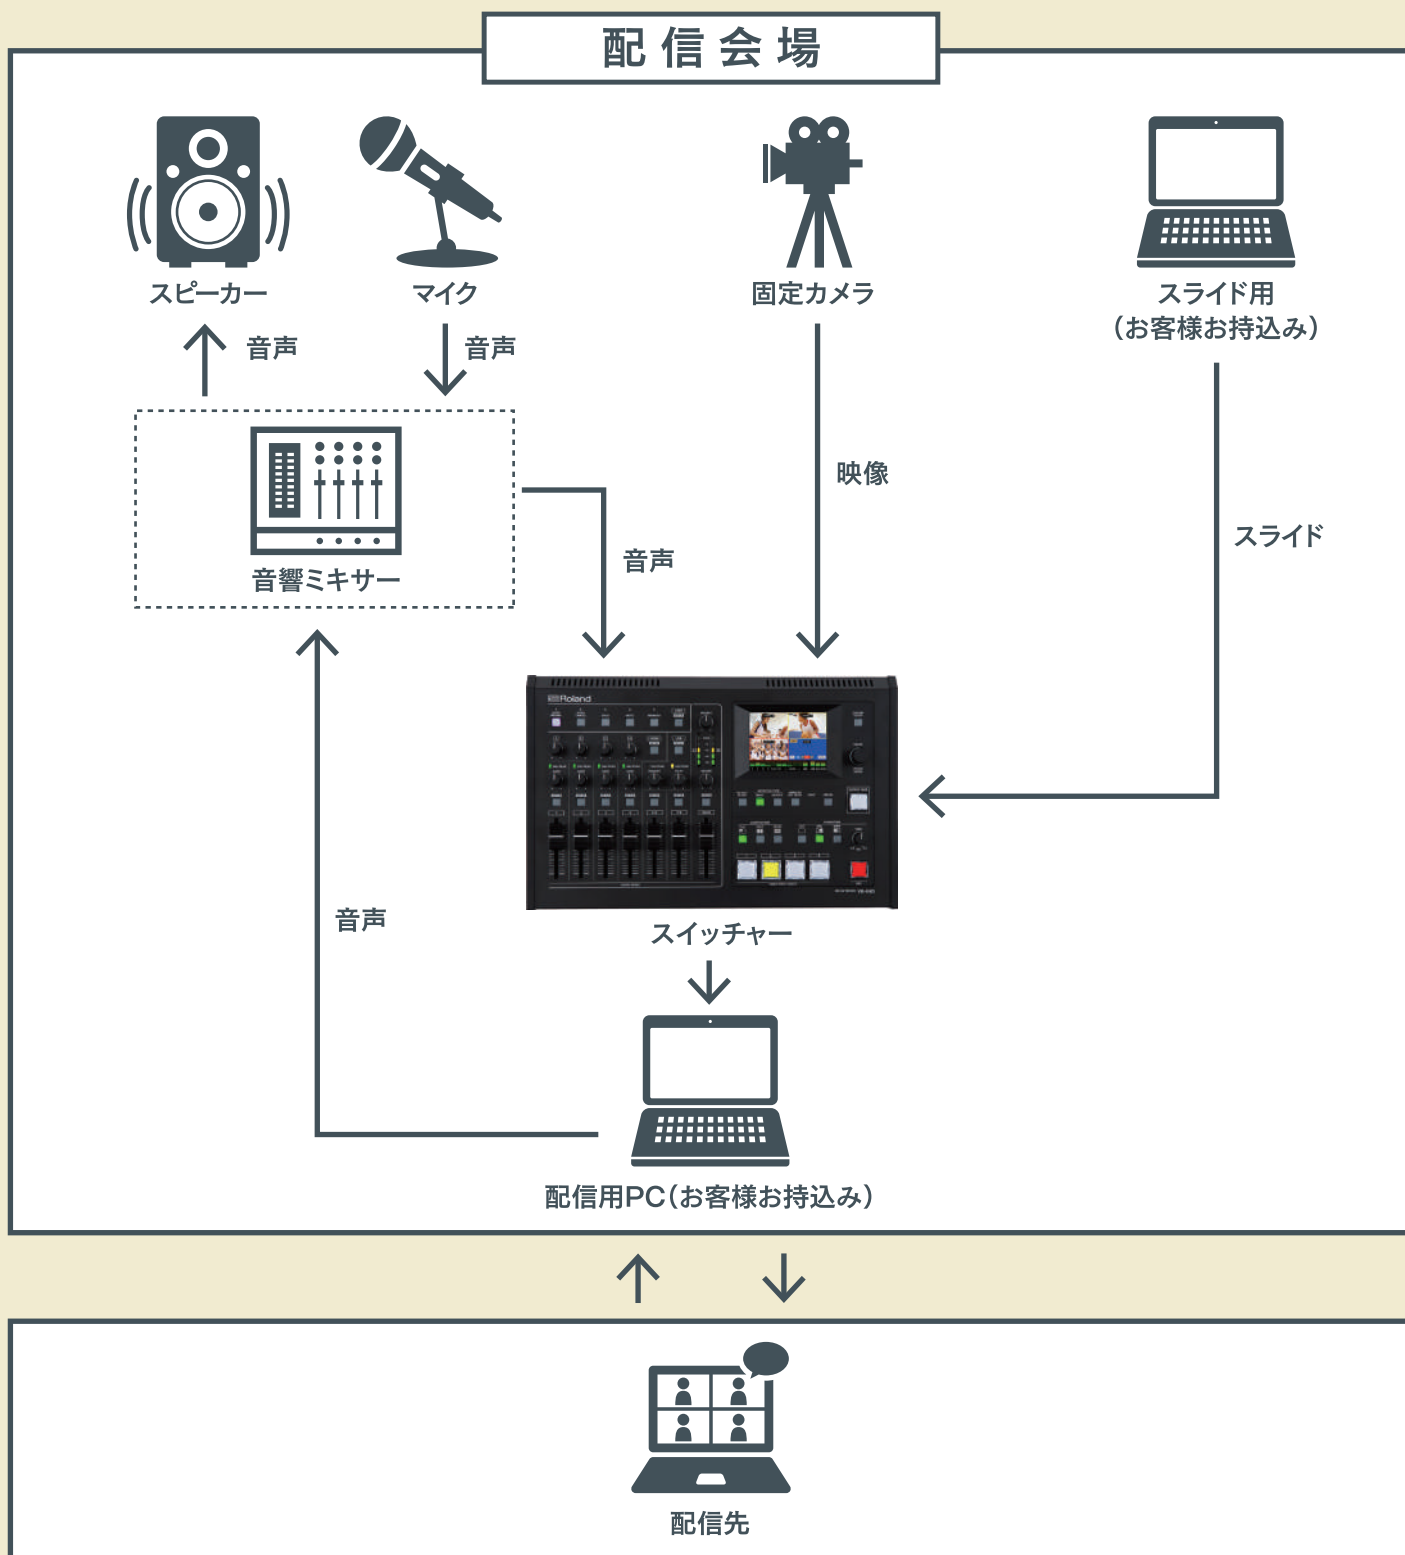 配信会場
スピーカー
マイク
固定カメラ
スライド用
（お客様お持込み）
音声
音声
映像
スライド
音響ミキサー
音声
Roland
音声
スイッチャー
配信用PC（お客様お持込み）
配信先